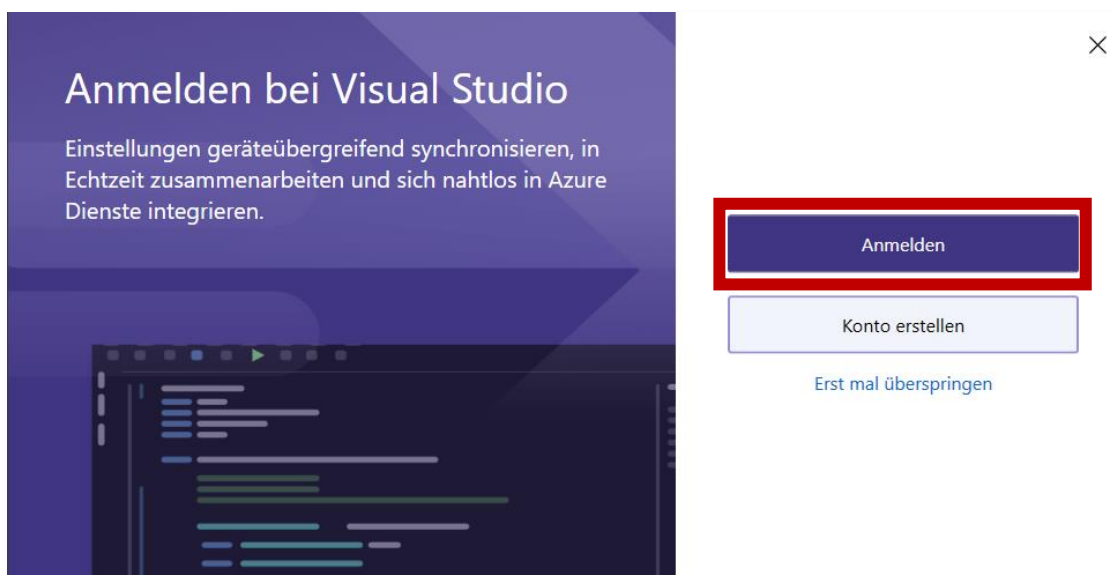 Anmelden bei Visual Studio
Einstellungen geräteübergreifend synchronisieren, in
Echtzeit zusammenarbeiten und sich nahtlos in Azure
Dienste integrieren.
Anmelden
Konto erstellen
Erst mal überspringen